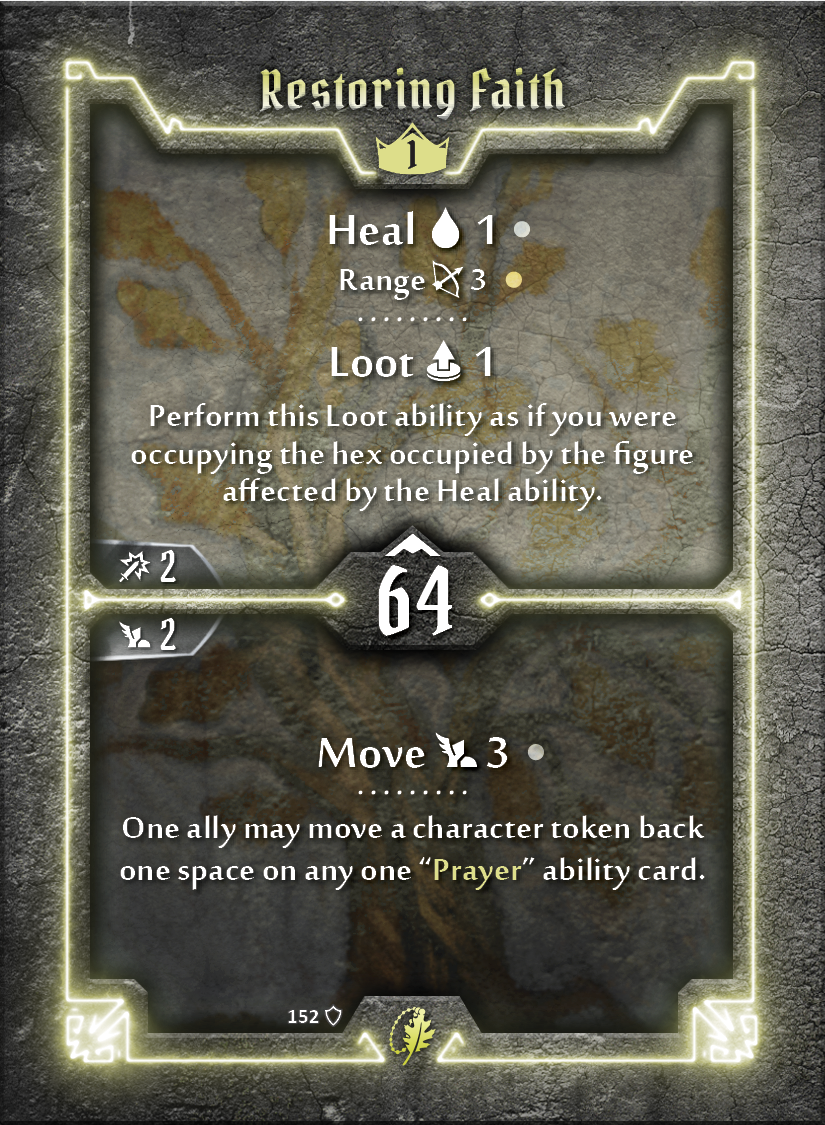 Restoring Faith
1
Heal 1
Range 3
Loot 1
Perform this Loot ability as if you were
occupying the hex occupied by the figure
affected by the Heal ability.
2
64
2
Move 3
One ally may move a character token back
one space on any one “Prayer” ability card.
152